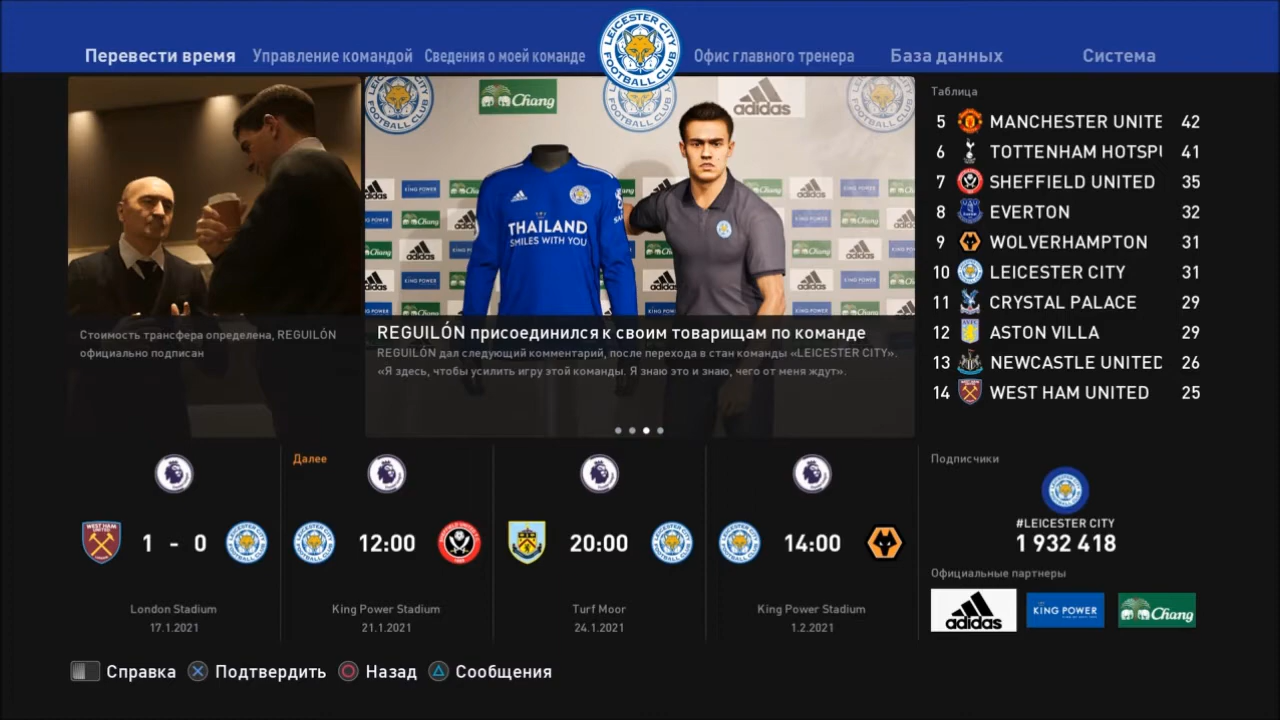 Перевести время
Управление командой
Сведения о моей команде
LEICESTER CITY
FOOTBALL CLUB
Офис главного тренера
База данных
Система
Стоимость трансфера определена, REGUILÓN
официально подписан
Chang
adidas
KING POWER
THAILAND
SMILES WITH YOU
REGUILÓN присоединился к своим товарищам по команде
REGUILÓN дал следующий комментарий, после перехода в стан команды «LEICESTER CITY».
«Я здесь, чтобы усилить игру этой команды. Я знаю это и знаю, чего от меня ждут».
Таблица
5 MANCHESTER UNITE 42
6 TOTTENHAM HOTSPU 41
7 SHEFFIELD UNITED 35
8 EVERTON 32
9 WOLVERHAMPTON 31
10 LEICESTER CITY 31
11 CRYSTAL PALACE 29
12 ASTON VILLA 29
13 NEWCASTLE UNITED 26
14 WEST HAM UNITED 25
1 - 0
London Stadium
17.1.2021
Далее
12:00
King Power Stadium
21.1.2021
20:00
Turf Moor
24.1.2021
14:00
King Power Stadium
1.2.2021
Подписчики
#LEICESTER CITY
1 932 418
Официальные партнеры
adidas
KING POWER
Chang
Справка
Подтвердить
Назад
Сообщения